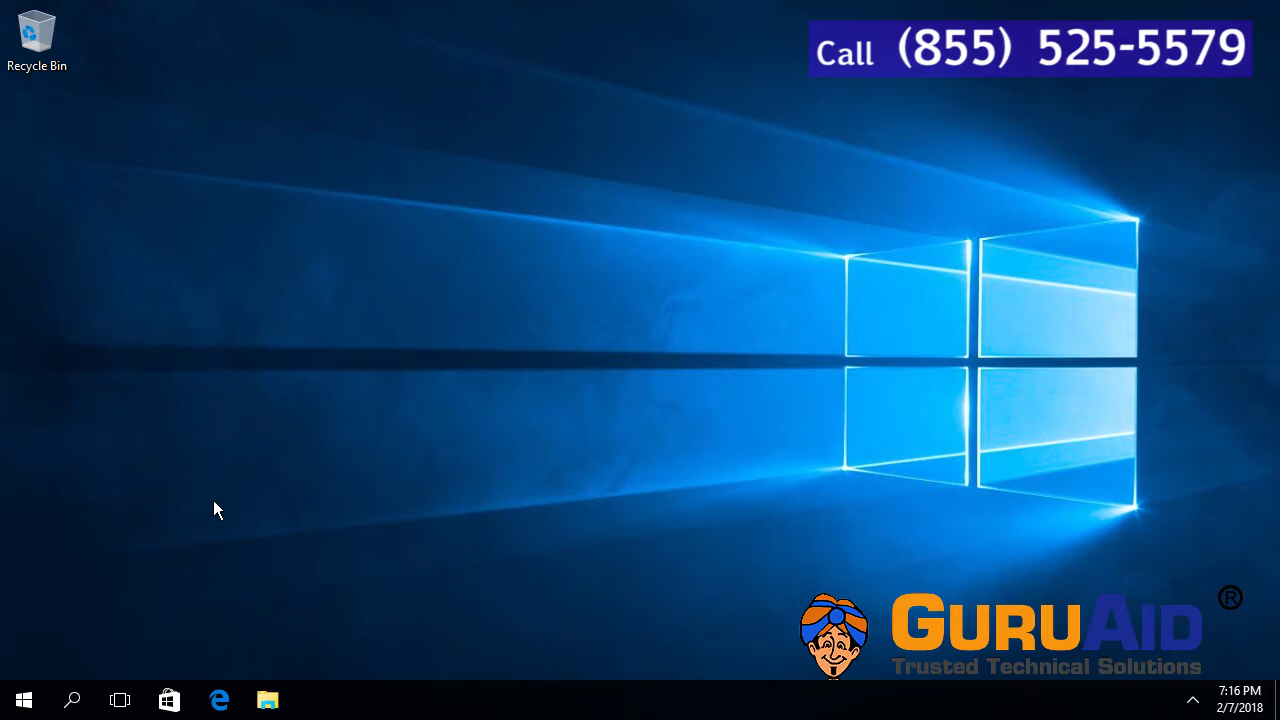 Recycle Bin
Call (855) 525-5579
®
GURUAID
Trusted Technical Solutions
7:16 PM
2/7/2018